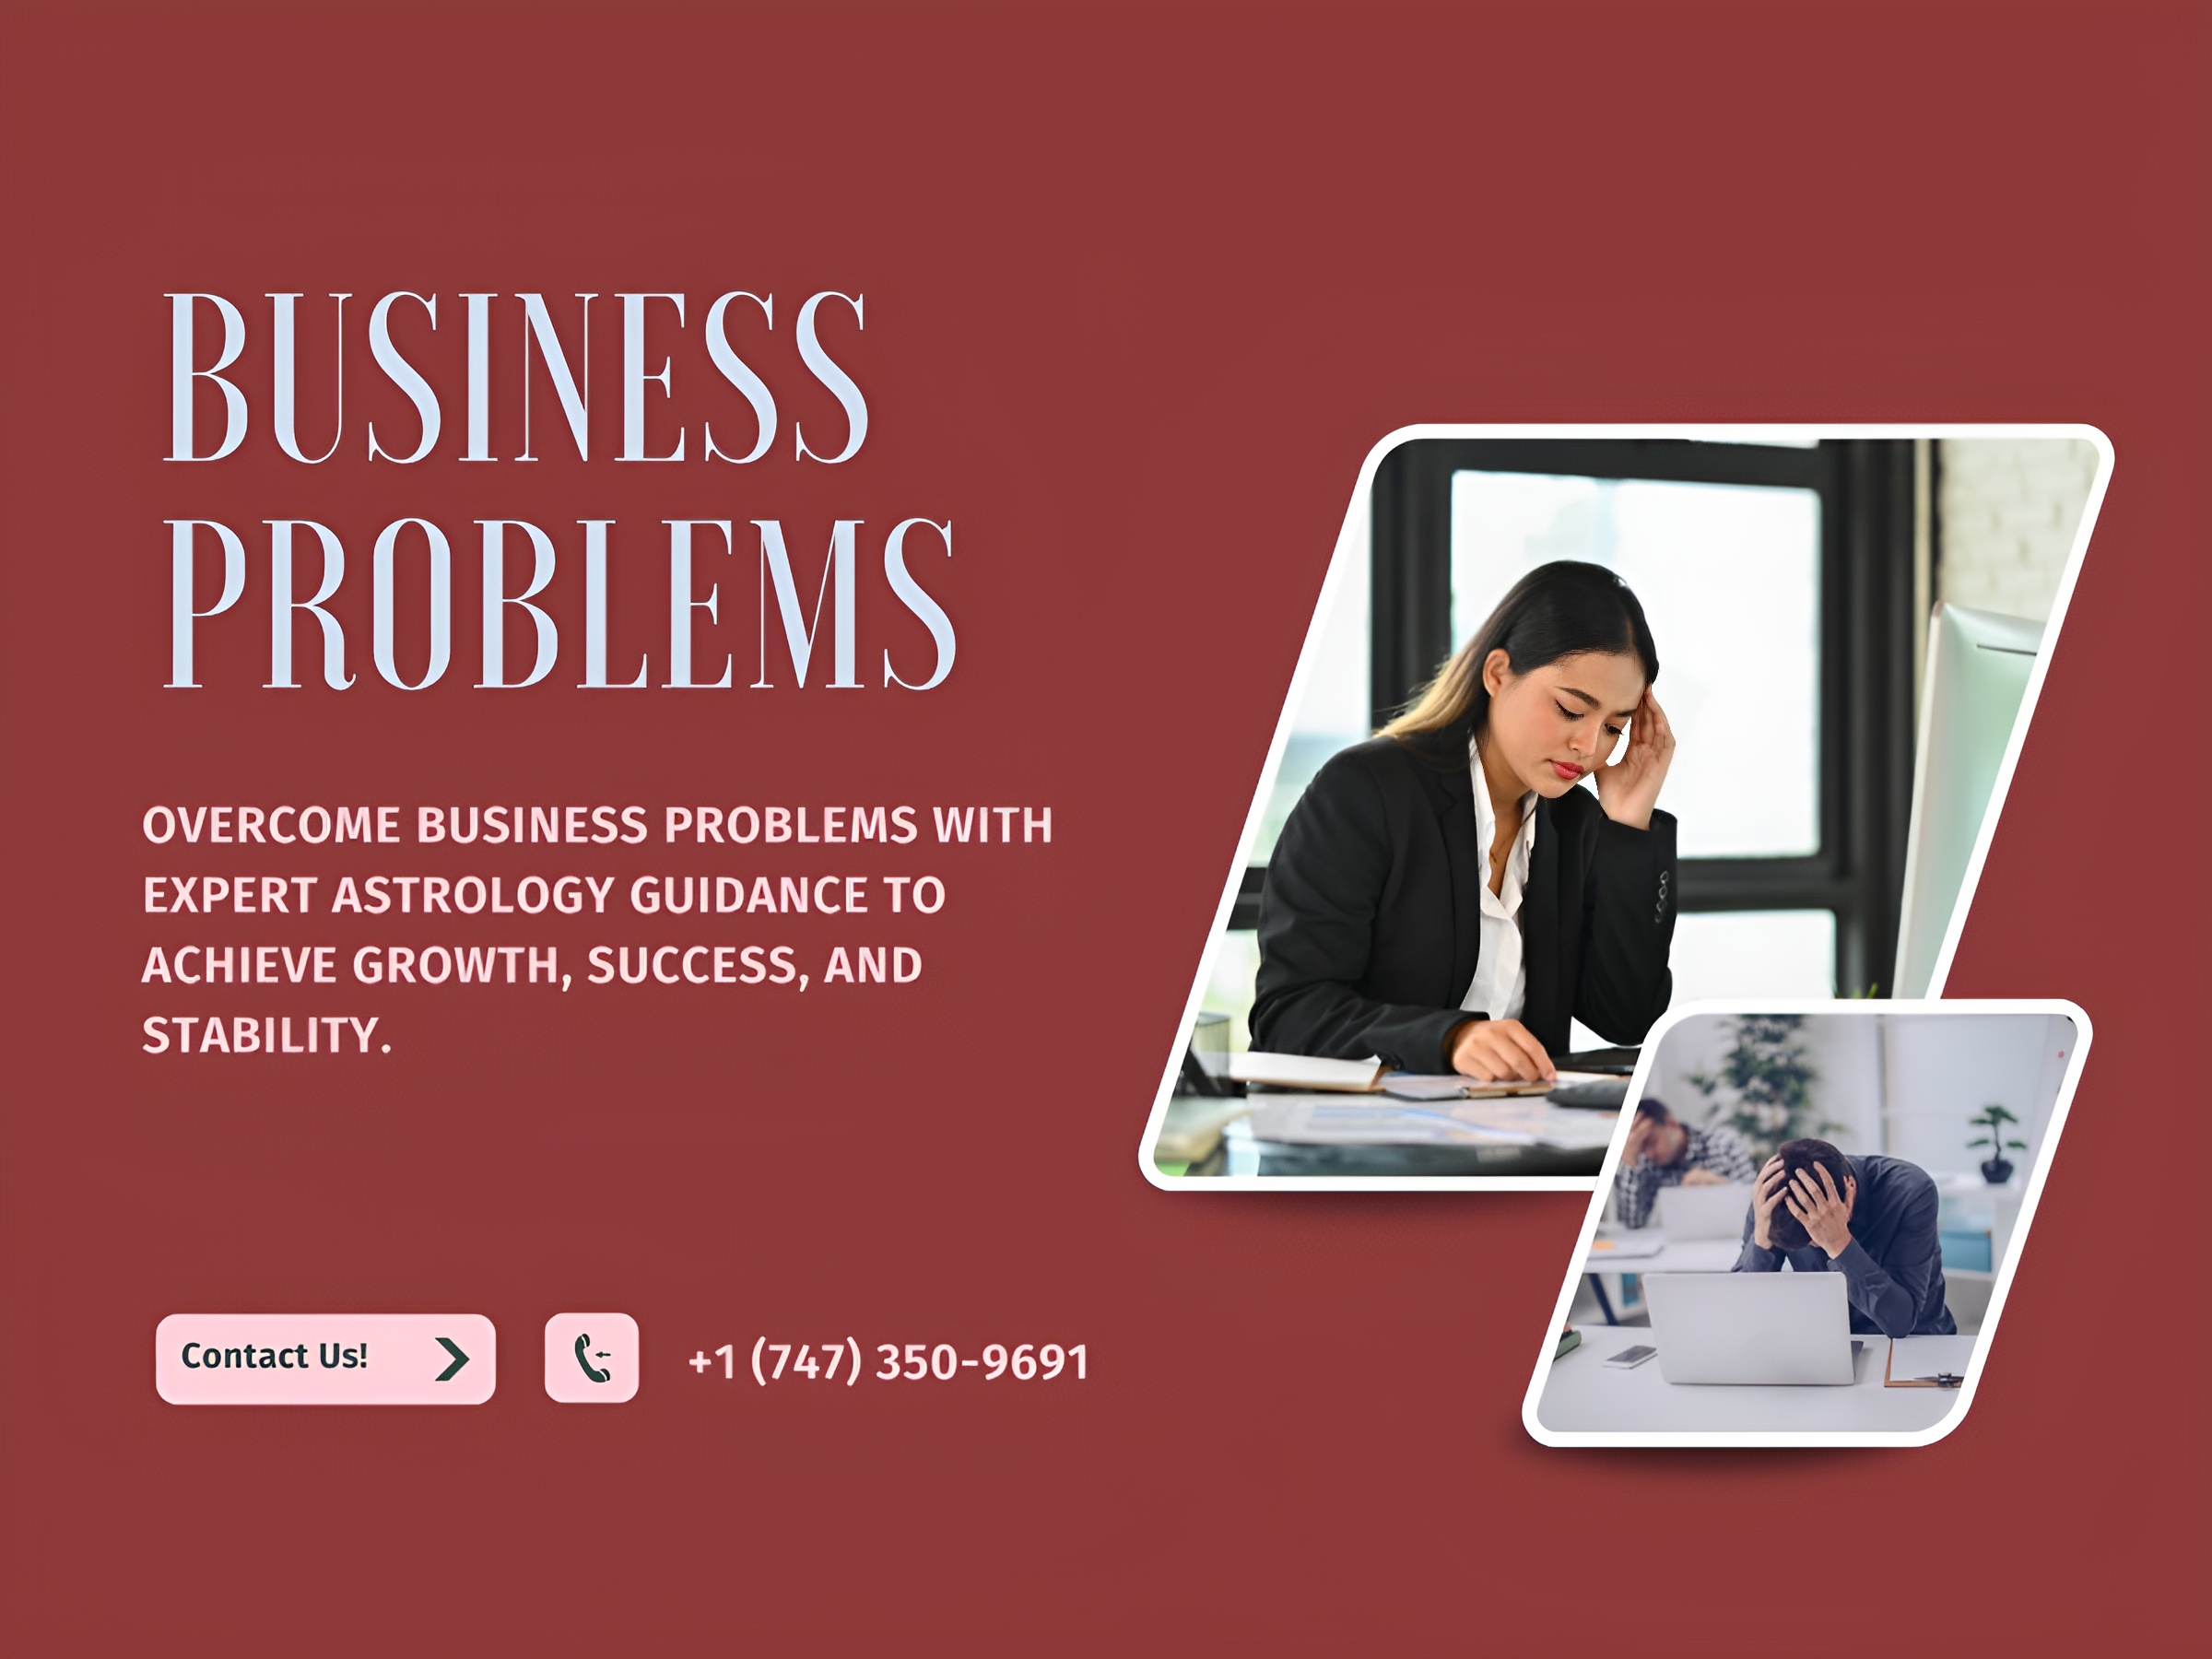 BUSINESS
PROBLEMS
OVERCOME BUSINESS PROBLEMS WITH
EXPERT ASTROLOGY GUIDANCE TO
ACHIEVE GROWTH, SUCCESS, AND
STABILITY.
Contact Us!
+1 (747) 350-9691